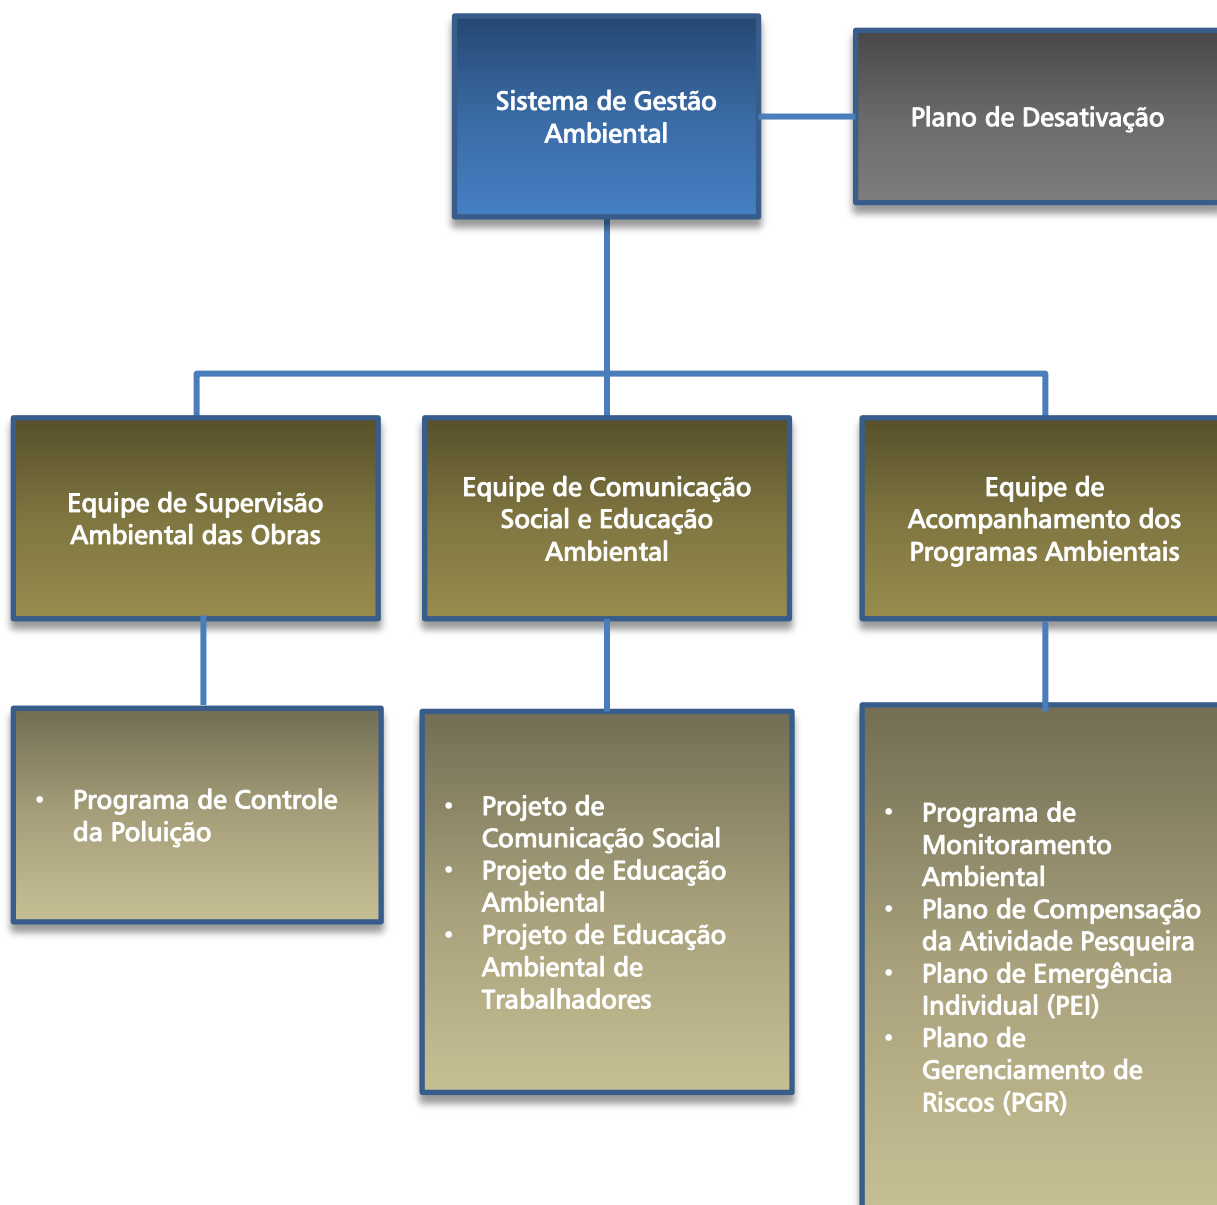 Sistema de Gestão
Ambiental
Plano de Desativação
Equipe de Supervisão
Ambiental das Obras
Equipe de Comunicação
Social e Educação
Ambiental
Equipe de
Acompanhamento dos
Programas Ambientais
• Programa de Controle
da Poluição
• Projeto de
Comunicação Social
• Projeto de Educação
Ambiental
• Projeto de Educação
Ambiental de
Trabalhadores
• Programa de
Monitoramento
Ambiental
• Plano de Compensação
da Atividade Pesqueira
• Plano de Emergência
Individual (PEI)
• Plano de
Gerenciamento de
Riscos (PGR)